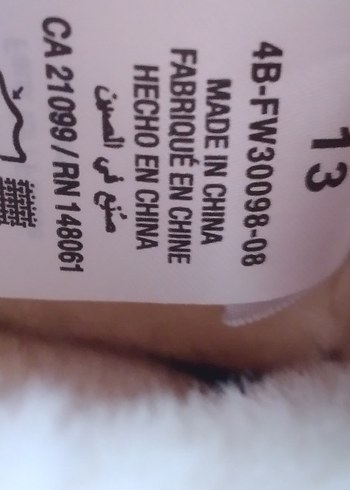 13
4B-FW30098-08
MADE IN CHINA
FABRIQUÉ EN CHINE
HECHO EN CHINA
صُنع في الصين
CA 21099 / RN 148061